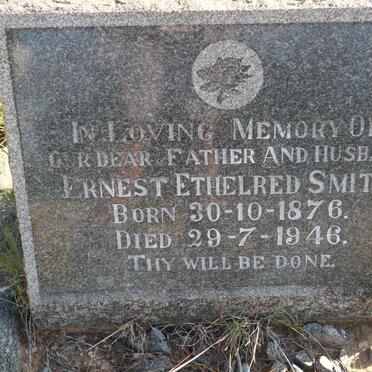 IN LOVING MEMORY OF
OUR DEAR FATHER AND HUSBA
ERNEST ETHELRED SMIT
BORN 30-10-1876.
DIED 29-7-1946.
THY WILL BE DONE.